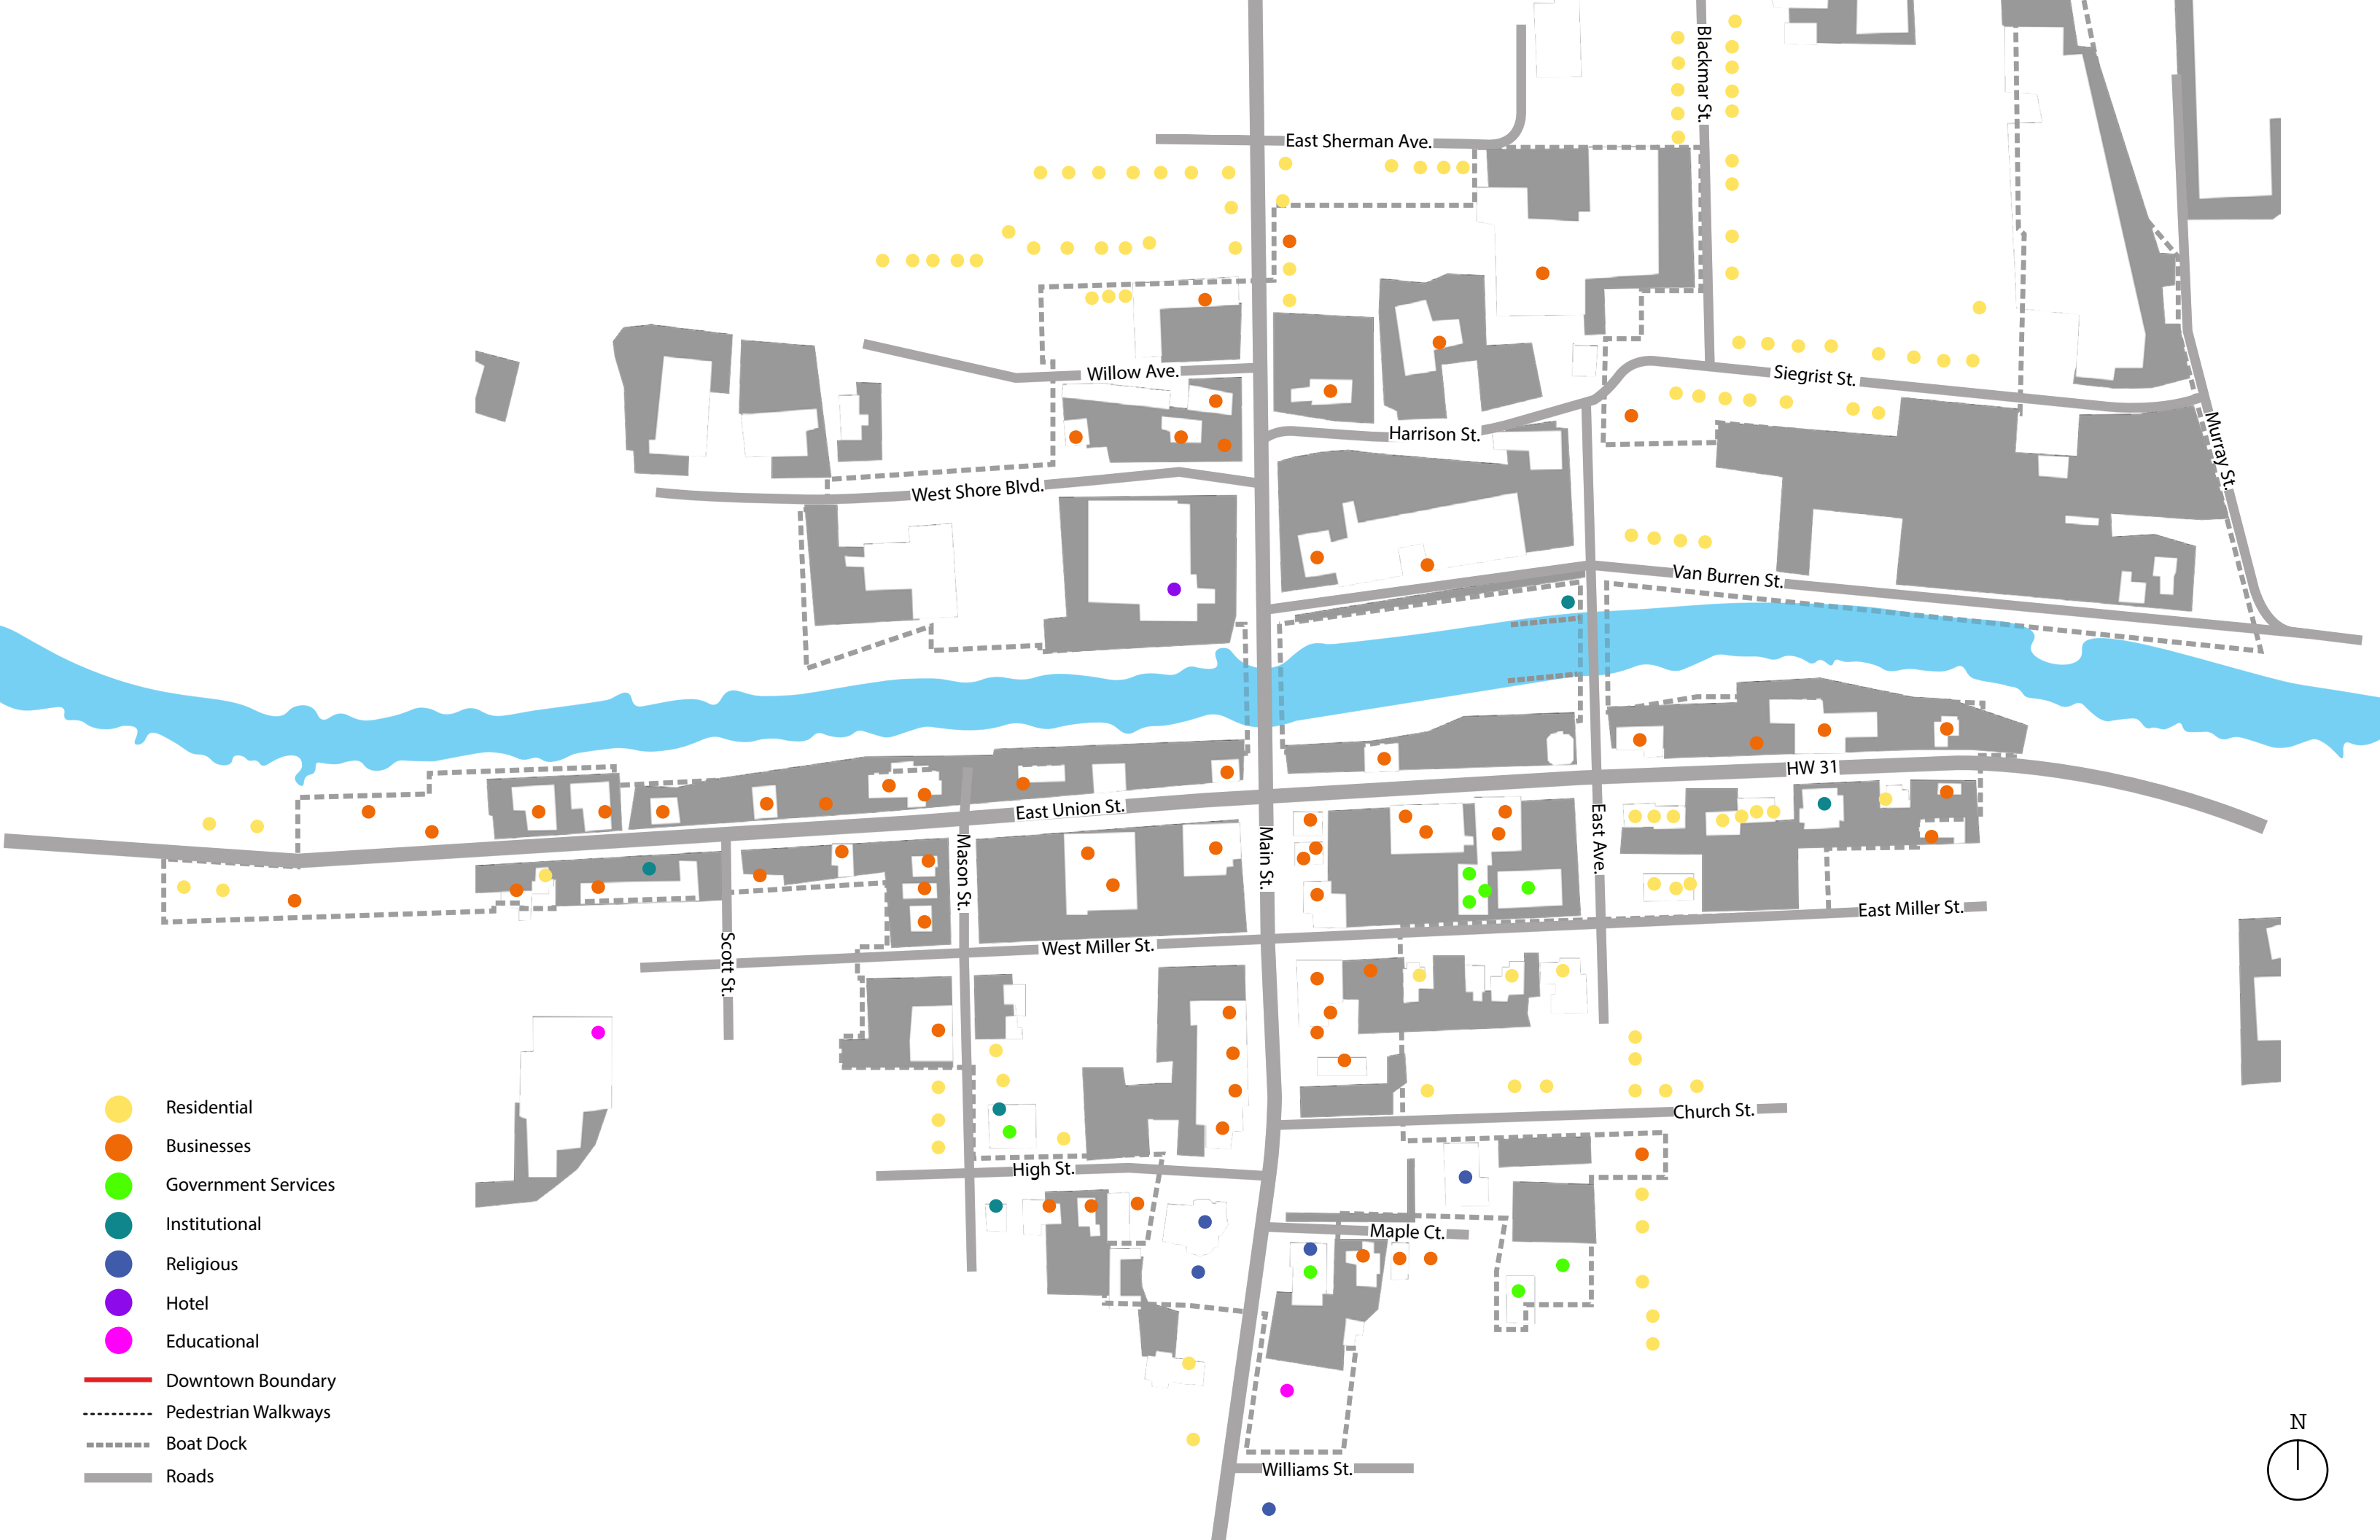 Blackmar St.
East Sherman Ave.
Willow Ave.
Siegrist St.
Harrison St.
Murray St.
West Shore Blvd.
Van Burren St.
HW 31
East Union St.
East Ave.
Main St.
Mason St.
East Miller St.
West Miller St.
Scott St.
Church St.
High St.
Maple Ct.
Williams St.
Residential
Businesses
Government Services
Institutional
Religious
Hotel
Educational
Downtown Boundary
Pedestrian Walkways
Boat Dock
Roads
N